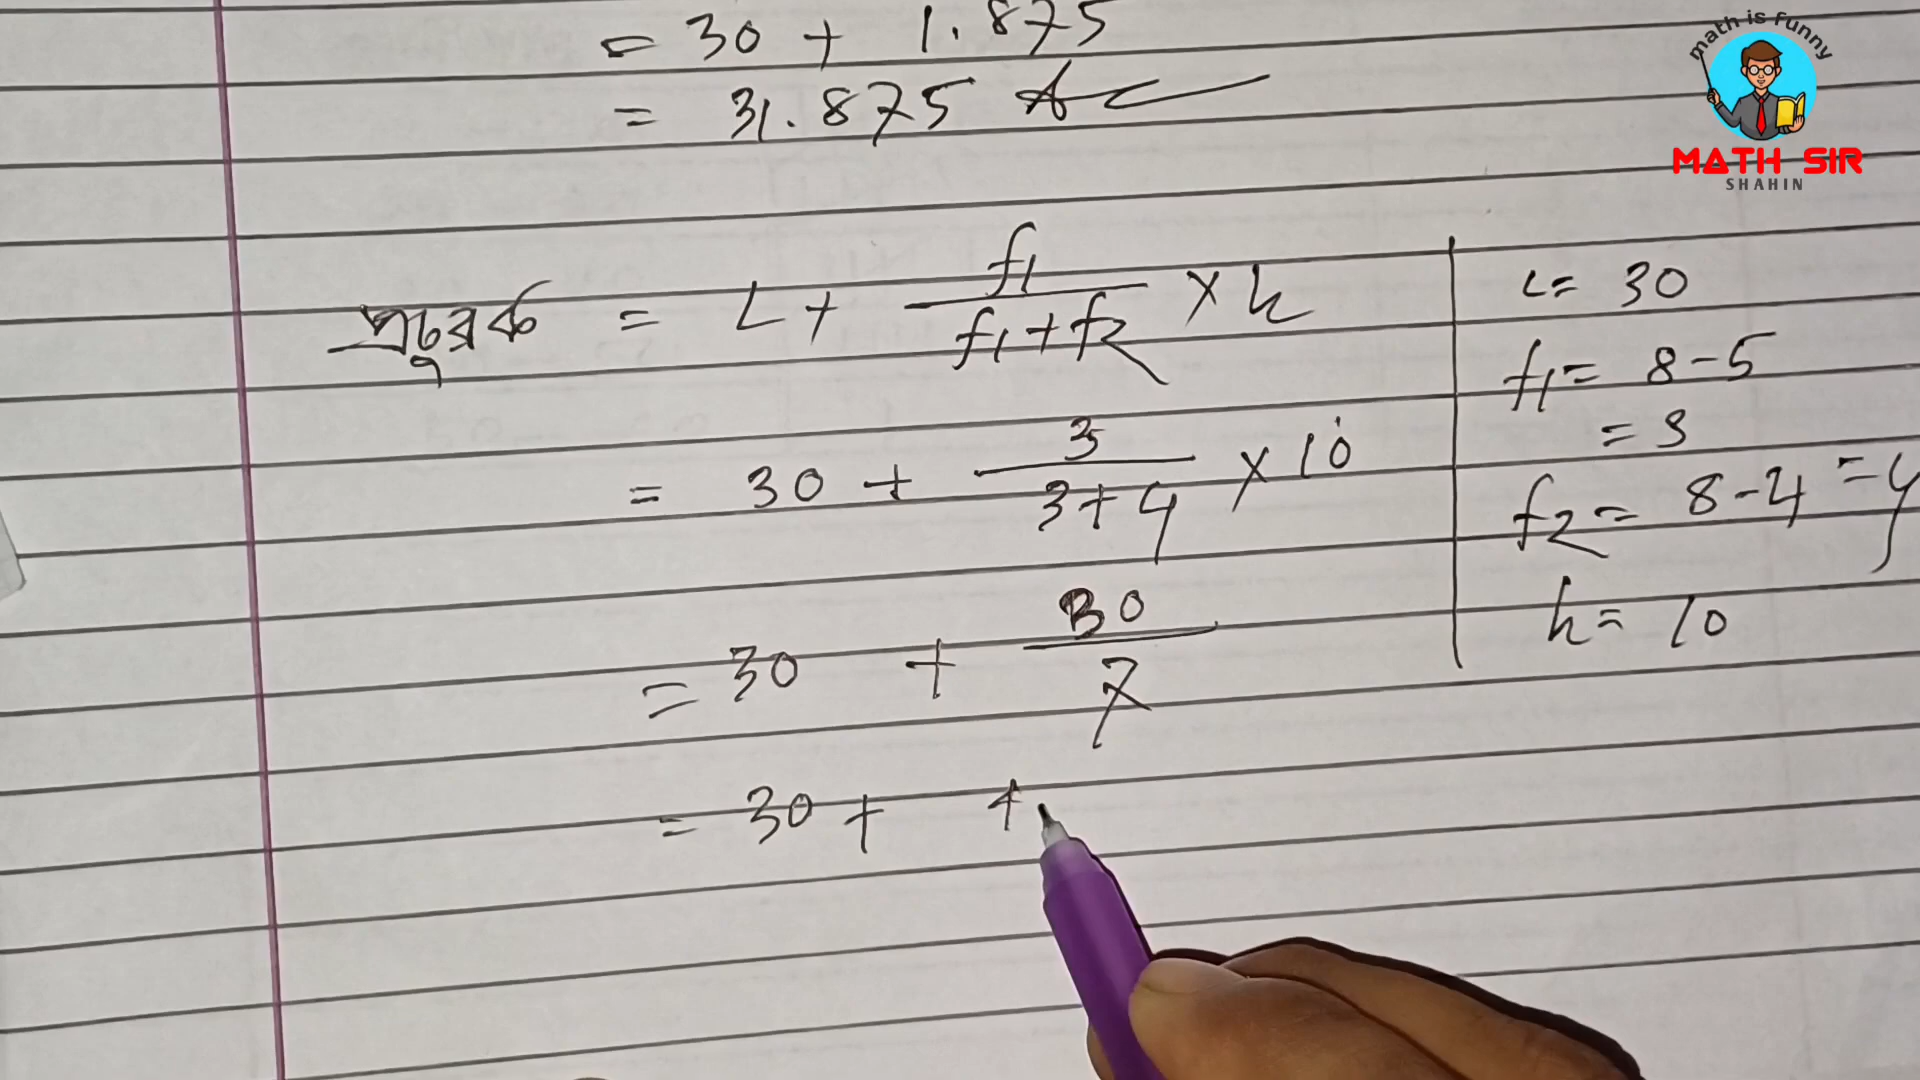 = 30 + 1.875
= 31.875 A
math is funny
MATH SIR
SHAHIN
প্রচুরক = L + f1/(f1+f2) × h
= 30 + 3/(3+4) × 10
= 30 + 30/7
= 30 + 4
L = 30
f1 = 8-5
= 3
f2 = 8-4 = 4
h = 10